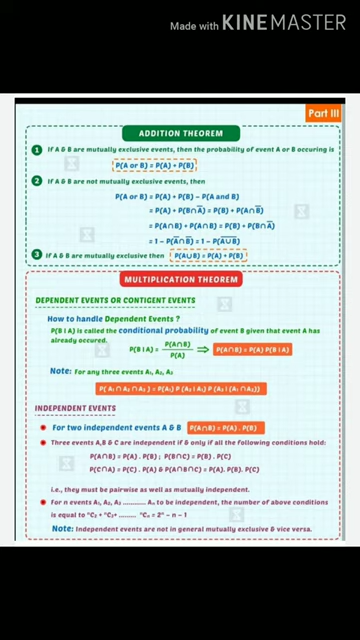 Made with KINEMASTER
Part III
ADDITION THEOREM
1 If A & B are mutually exclusive events, then the probability of event A or B occuring is
P(A or B) = P(A) + P(B)
2 If A & B are not mutually exclusive events, then
P(A or B) = P(A) + P(B) – P(A and B)
= P(A) + P(B∩A̅) = P(B) + P(A∩B̅)
= P(A∩B) + P(A∩B) = P(B) + P(B∩A̅)
= 1 – P(A̅∩B̅) = 1 – P(A̅∪̅B̅)
3 If A & B are mutually exclusive then P(A∪B) = P(A) + P(B)
MULTIPLICATION THEOREM
DEPENDENT EVENTS OR CONTIGENT EVENTS
How to handle Dependent Events ?
P(B I A) is called the conditional probability of event B given that event A has
already occured.
P(B I A) = P(A∩B) / P(A) ⇒ P(A∩B) = P(A) P(B I A)
Note: For any three events A₁, A₂, A₃
P( A₁ ∩ A₂ ∩ A₃) = P(A₁) P( A₂ I A₁) P( A₃ I (A₁ ∩ A₂))
INDEPENDENT EVENTS
For two independent events A & B P(A∩B) = P(A) . P(B)
Three events A,B & C are independent if & only if all the following conditions hold:
P(A∩B) = P(A) . P(B) ; P(B∩C) = P(B) . P(C)
P(C∩A) = P(C) . P(A) & P(A∩B∩C) = P(A). P(B). P(C)
i.e., they must be pairwise as well as mutually independent.
For n events A₁, A₂, A₃ ............ Aₙ to be independent, the number of above conditions
is equal to ⁿC₂ + ⁿC₃+ ......... ⁿCₙ = 2ⁿ – n – 1
Note: Independent events are not in general mutually exclusive & vice versa.